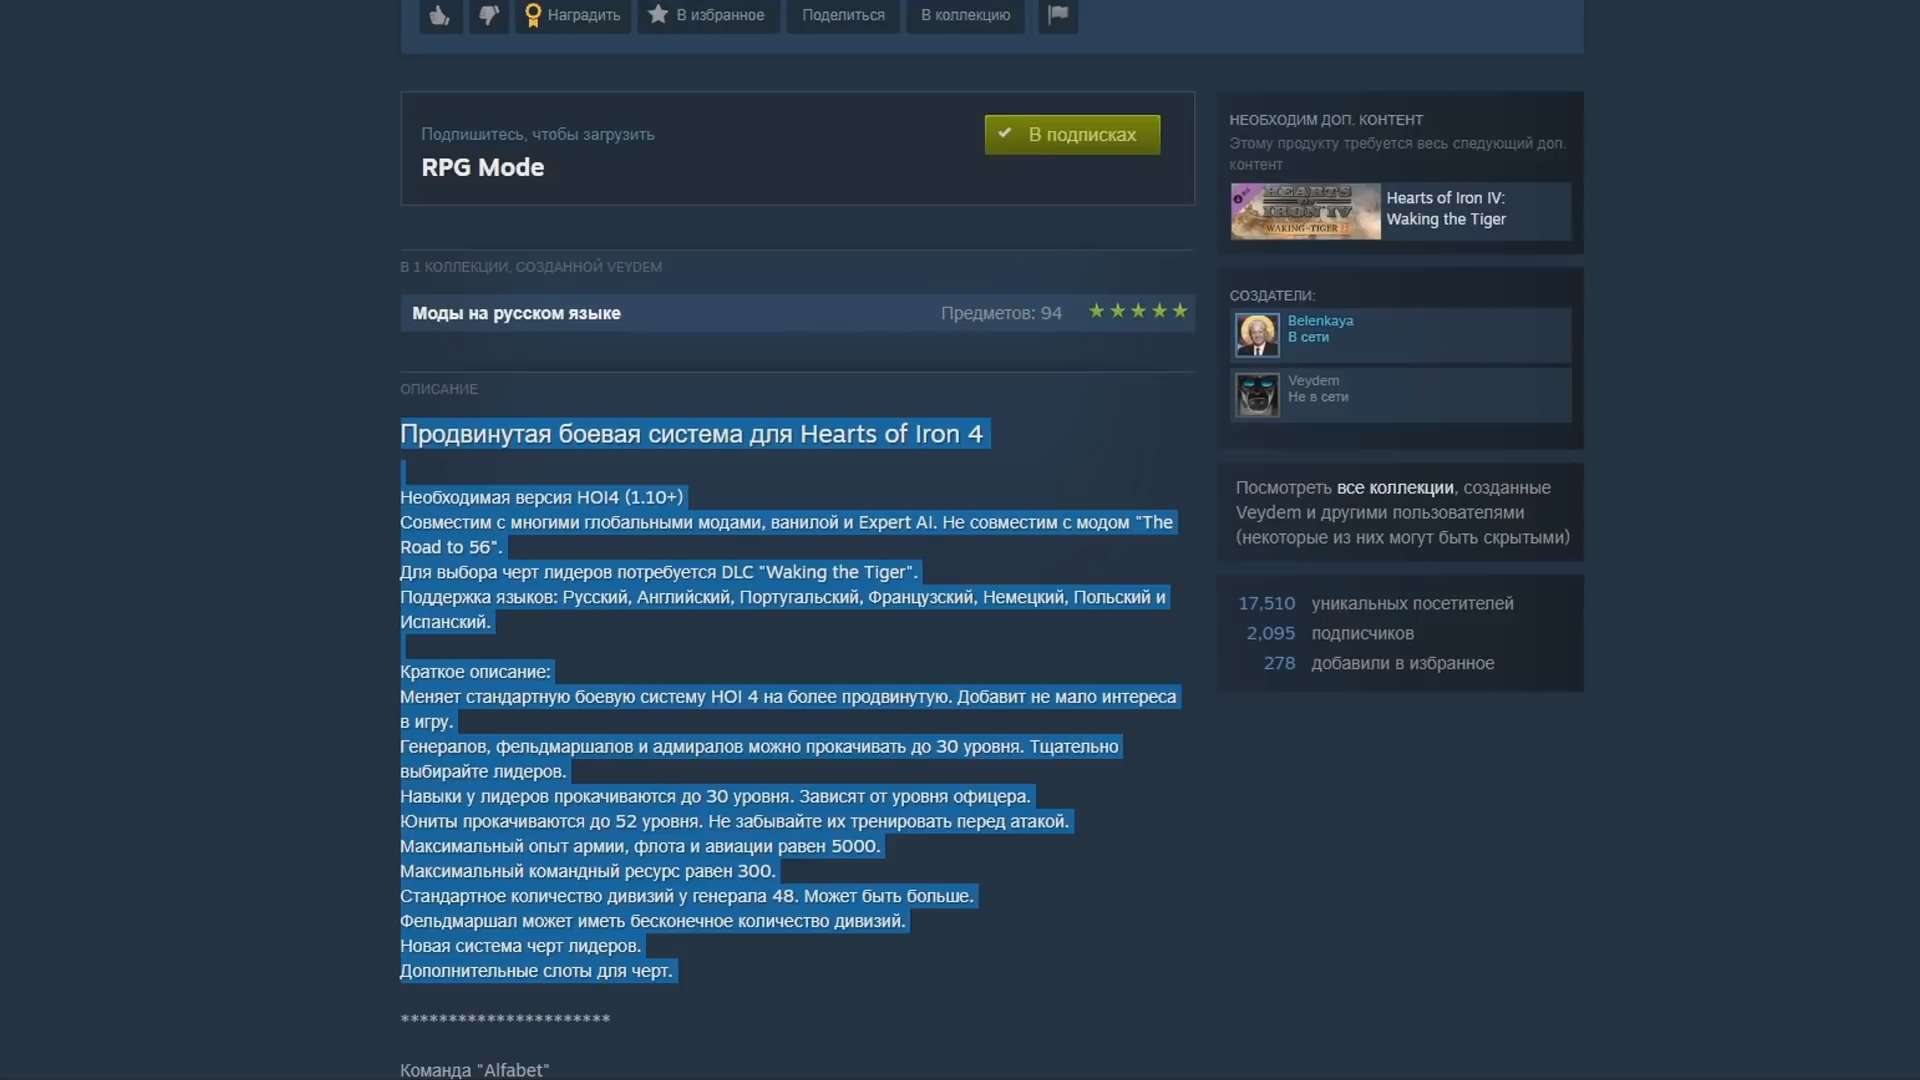 Наградить
В избранное
Поделиться
В коллекцию
Подпишитесь, чтобы загрузить
RPG Mode
В подписках
В 1 КОЛЛЕКЦИИ, СОЗДАННОЙ VEYDEM
Моды на русском языке
Предметов: 94
ОПИСАНИЕ
Продвинутая боевая система для Hearts of Iron 4
Необходимая версия HOI4 (1.10+)
Совместим с многими глобальными модами, ванилой и Expert AI. Не совместим с модом "The
Road to 56".
Для выбора черт лидеров потребуется DLC "Waking the Tiger".
Поддержка языков: Русский, Английский, Португальский, Французский, Немецкий, Польский и
Испанский.
Краткое описание:
Меняет стандартную боевую систему HOI 4 на более продвинутую. Добавит не мало интереса
в игру.
Генералов, фельдмаршалов и адмиралов можно прокачивать до 30 уровня. Тщательно
выбирайте лидеров.
Навыки у лидеров прокачиваются до 30 уровня. Зависят от уровня офицера.
Юниты прокачиваются до 52 уровня. Не забывайте их тренировать перед атакой.
Максимальный опыт армии, флота и авиации равен 5000.
Максимальный командный ресурс равен 300.
Стандартное количество дивизий у генерала 48. Может быть больше.
Фельдмаршал может иметь бесконечное количество дивизий.
Новая система черт лидеров.
Дополнительные слоты для черт.
**********************
Команда "Alfabet"
НЕОБХОДИМ ДОП. КОНТЕНТ
Этому продукту требуется весь следующий доп.
контент
HEARTS
OF
IRON IV
WAKING THE TIGER
Hearts of Iron IV:
Waking the Tiger
СОЗДАТЕЛИ:
Belenkaya
В сети
Veydem
Не в сети
Посмотреть все коллекции, созданные
Veydem и другими пользователями
(некоторые из них могут быть скрытыми)
17,510 уникальных посетителей
2,095 подписчиков
278 добавили в избранное